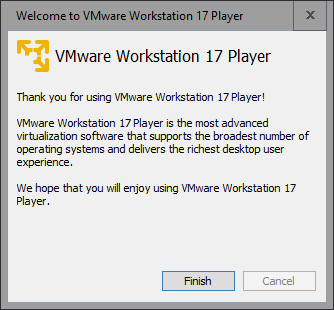 Welcome to VMware Workstation 17 Player
x
VMware Workstation 17 Player
Thank you for using VMware Workstation 17 Player!
VMware Workstation 17 Player is the most advanced
virtualization software that supports the broadest number of
operating systems and delivers the richest desktop user
experience.
We hope that you will enjoy using VMware Workstation 17
Player.
Finish
Cancel